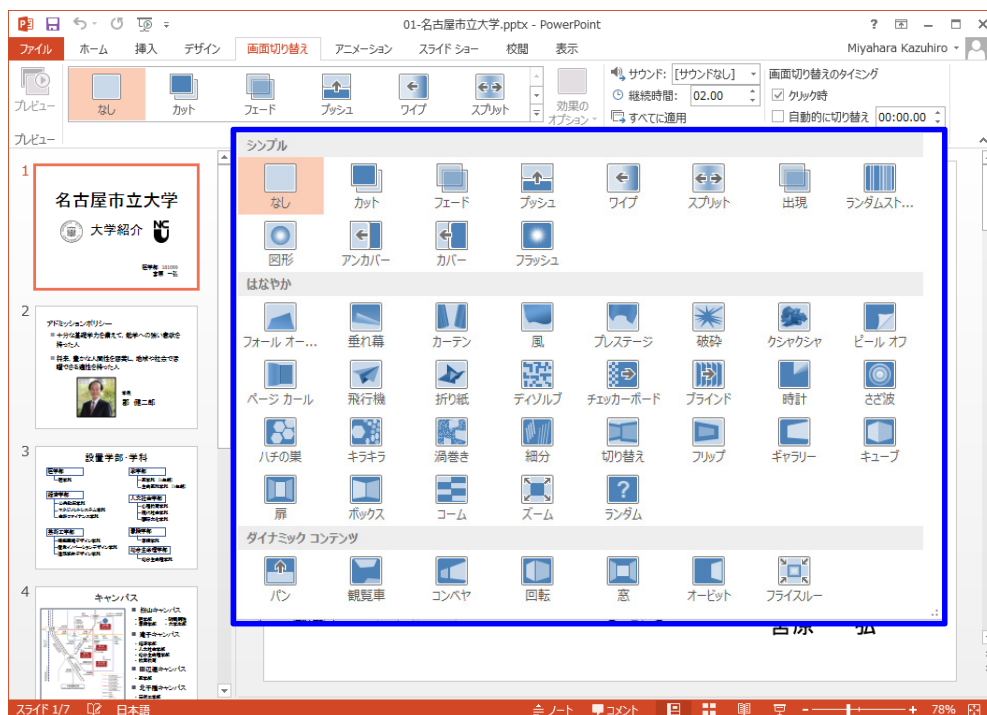 01-名古屋市立大学.pptx - PowerPoint
ファイル ホーム 挿入 デザイン 画面切り替え アニメーション スライド ショー 校閲 表示 Miyahara Kazuhiro
プレビュー
なし カット フェード プッシュ ワイプ スプリット
効果の
オプション
サウンド: [サウンドなし]
継続時間: 02.00
すべてに適用
画面切り替えのタイミング
クリック時
自動的に切り替え 00:00.00
プレビュー
シンプル
なし カット フェード プッシュ ワイプ スプリット 出現 ランダムスト...
図形 アンカバー カバー フラッシュ
はなやか
フォール オー... 垂れ幕 カーテン 風 プレステージ 破砕 クシャクシャ ピール オフ
ページ カール 飛行機 折り紙 ディゾルブ チェッカーボード ブラインド 時計 さざ波
ハチの巣 キラキラ 渦巻き 細分 切り替え フリップ ギャラリー キューブ
扉 ボックス コーム ズーム ランダム
ダイナミック コンテンツ
パン 観覧車 コンベヤ 回転 窓 オービット フライスルー
1
名古屋市立大学
大学紹介
2
アドミッションポリシー
3
設置学部・学科
4
キャンパス
スライド 1/7 日本語 ノート コメント 78%